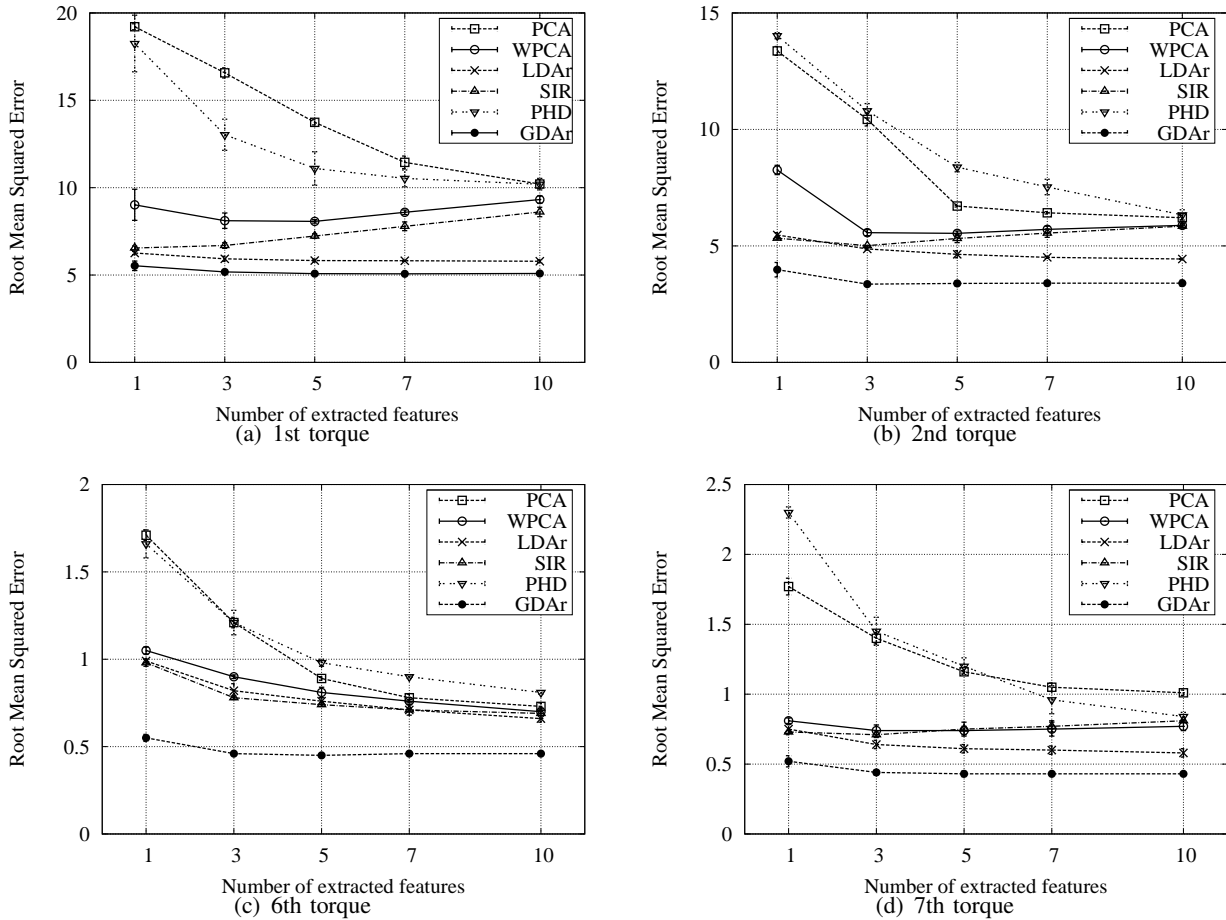 Root Mean Squared Error
20
15
10
5
0
PCA
WPCA
LDAr
SIR
PHD
GDAr
1 3 5 7 10
Number of extracted features
(a) 1st torque
Root Mean Squared Error
15
10
5
0
PCA
WPCA
LDAr
SIR
PHD
GDAr
1 3 5 7 10
Number of extracted features
(b) 2nd torque
Root Mean Squared Error
2
1.5
1
0.5
0
PCA
WPCA
LDAr
SIR
PHD
GDAr
1 3 5 7 10
Number of extracted features
(c) 6th torque
Root Mean Squared Error
2.5
2
1.5
1
0.5
0
PCA
WPCA
LDAr
SIR
PHD
GDAr
1 3 5 7 10
Number of extracted features
(d) 7th torque